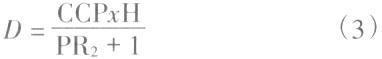 D = CCPxH / PR₂ + 1 (3)